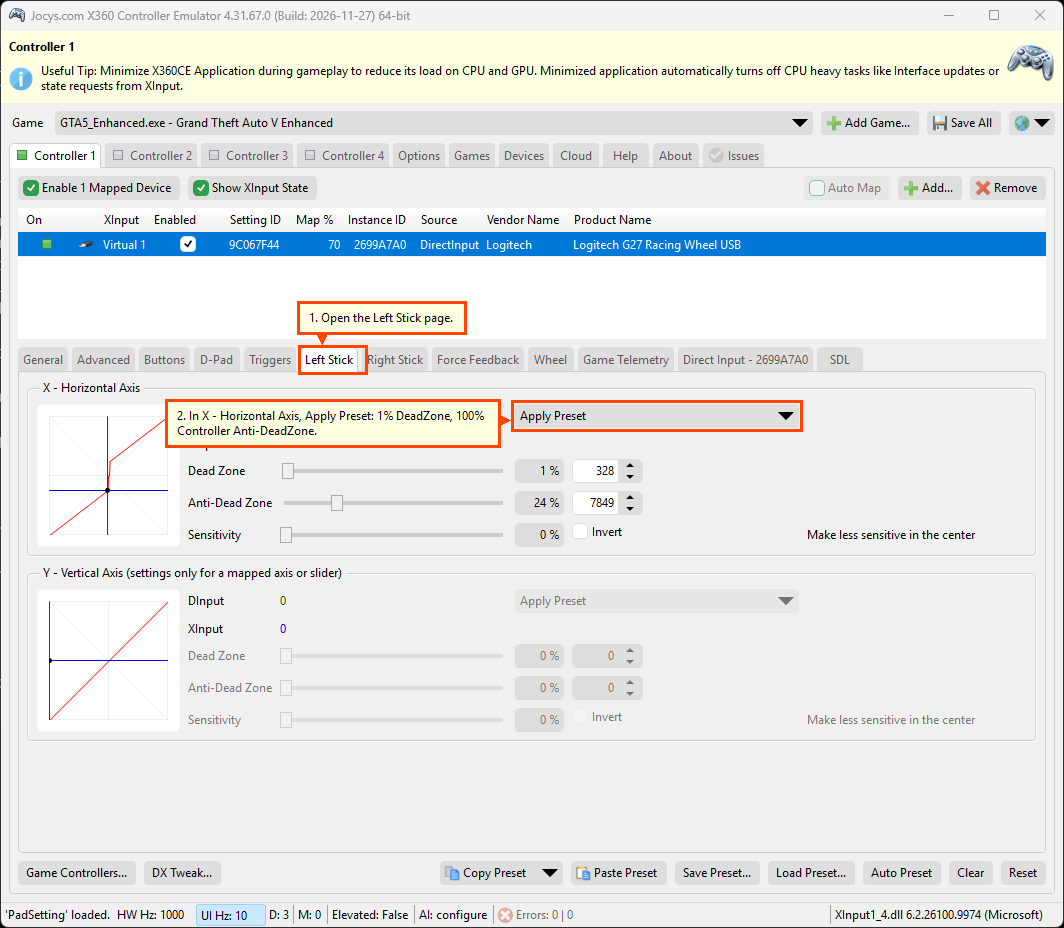 Jocys.com X360 Controller Emulator 4.31.67.0 (Build: 2026-11-27) 64-bit
Controller 1
Useful Tip: Minimize X360CE Application during gameplay to reduce its load on CPU and GPU. Minimized application automatically turns off CPU heavy tasks like Interface updates or
state requests from XInput.
Game GTA5_Enhanced.exe - Grand Theft Auto V Enhanced Add Game... Save All
Controller 1 Controller 2 Controller 3 Controller 4 Options Games Devices Cloud Help About Issues
Enable 1 Mapped Device Show XInput State Auto Map Add... Remove
On XInput Enabled Setting ID Map % Instance ID Source Vendor Name Product Name
Virtual 1 9C067F44 70 2699A7A0 DirectInput Logitech Logitech G27 Racing Wheel USB
1. Open the Left Stick page.
General Advanced Buttons D-Pad Triggers Left Stick Right Stick Force Feedback Wheel Game Telemetry Direct Input - 2699A7A0 SDL
X - Horizontal Axis
2. In X - Horizontal Axis, Apply Preset: 1% DeadZone, 100%
Controller Anti-DeadZone.
Apply Preset
Dead Zone 1 % 328
Anti-Dead Zone 24 % 7849
Sensitivity 0 % Invert Make less sensitive in the center
Y - Vertical Axis (settings only for a mapped axis or slider)
DInput 0 Apply Preset
XInput 0
Dead Zone 0 % 0
Anti-Dead Zone 0 % 0
Sensitivity 0 % Invert Make less sensitive in the center
Game Controllers... DX Tweak... Copy Preset Paste Preset Save Preset... Load Preset... Auto Preset Clear Reset
'PadSetting' loaded. HW Hz: 1000 UI Hz: 10 D: 3 M: 0 Elevated: False AI: configure Errors: 0 | 0 XInput1_4.dll 6.2.26100.9974 (Microsoft)